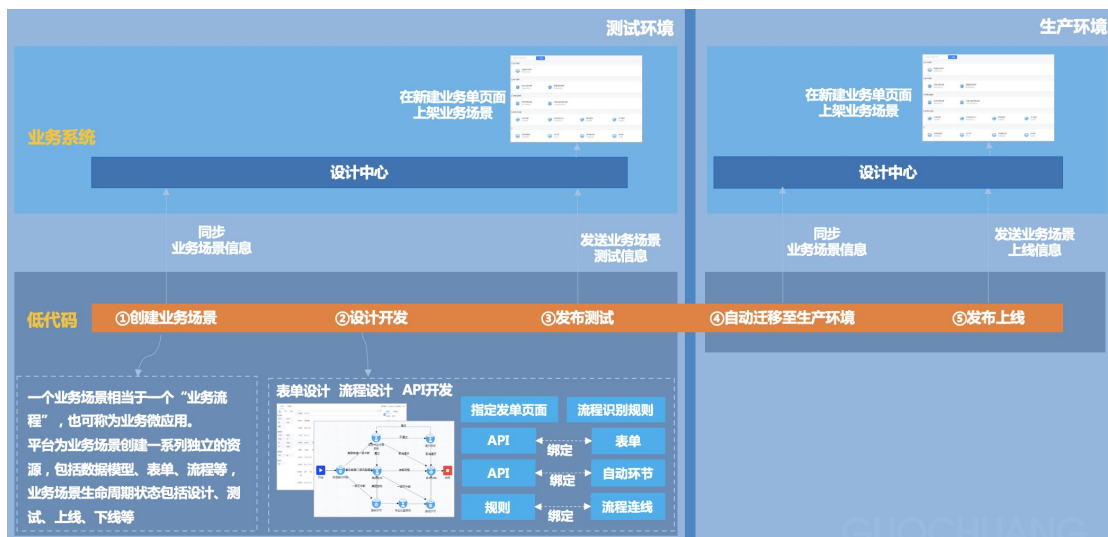 测试环境
生产环境
在新建业务单页面
上架业务场景
在新建业务单页面
上架业务场景
业务系统
设计中心
设计中心
同步
业务场景信息
发送业务场景
测试信息
同步
业务场景信息
发送业务场景
上线信息
低代码
①创建业务场景
②设计开发
③发布测试
④自动迁移至生产环境
⑤发布上线
一个业务场景相当于一个“业务流
程”,也可称为业务微应用。
平台为业务场景创建一系列独立的资
源,包括数据模型、表单、流程等,
业务场景生命周期状态包括设计、测
试、上线、下线等
表单设计 流程设计 API开发
指定发单页面
流程识别规则
API
绑定
表单
API
绑定
自动环节
规则
绑定
流程连线
GUOCHUANG